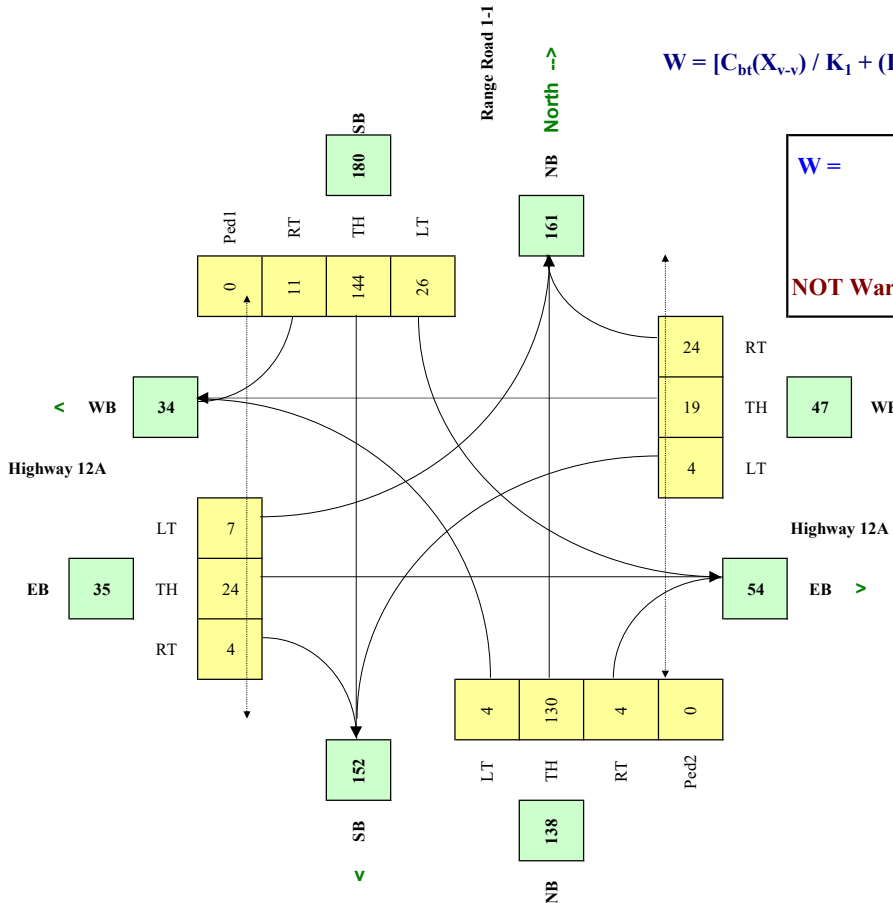 Range Road 1-1
W = [C_bt(X_v-v) / K_1 + (
SB
North -->
NB
180
161
W =
NOT War
Ped1
RT
TH
LT
0
11
144
26
24
RT
19
TH
4
LT
47
< WB
34
Highway 12A
LT
7
EB
35
TH
24
RT
4
Highway 12A
54
EB >
4
130
4
0
LT
TH
RT
Ped2
152
SB
<
138
NB